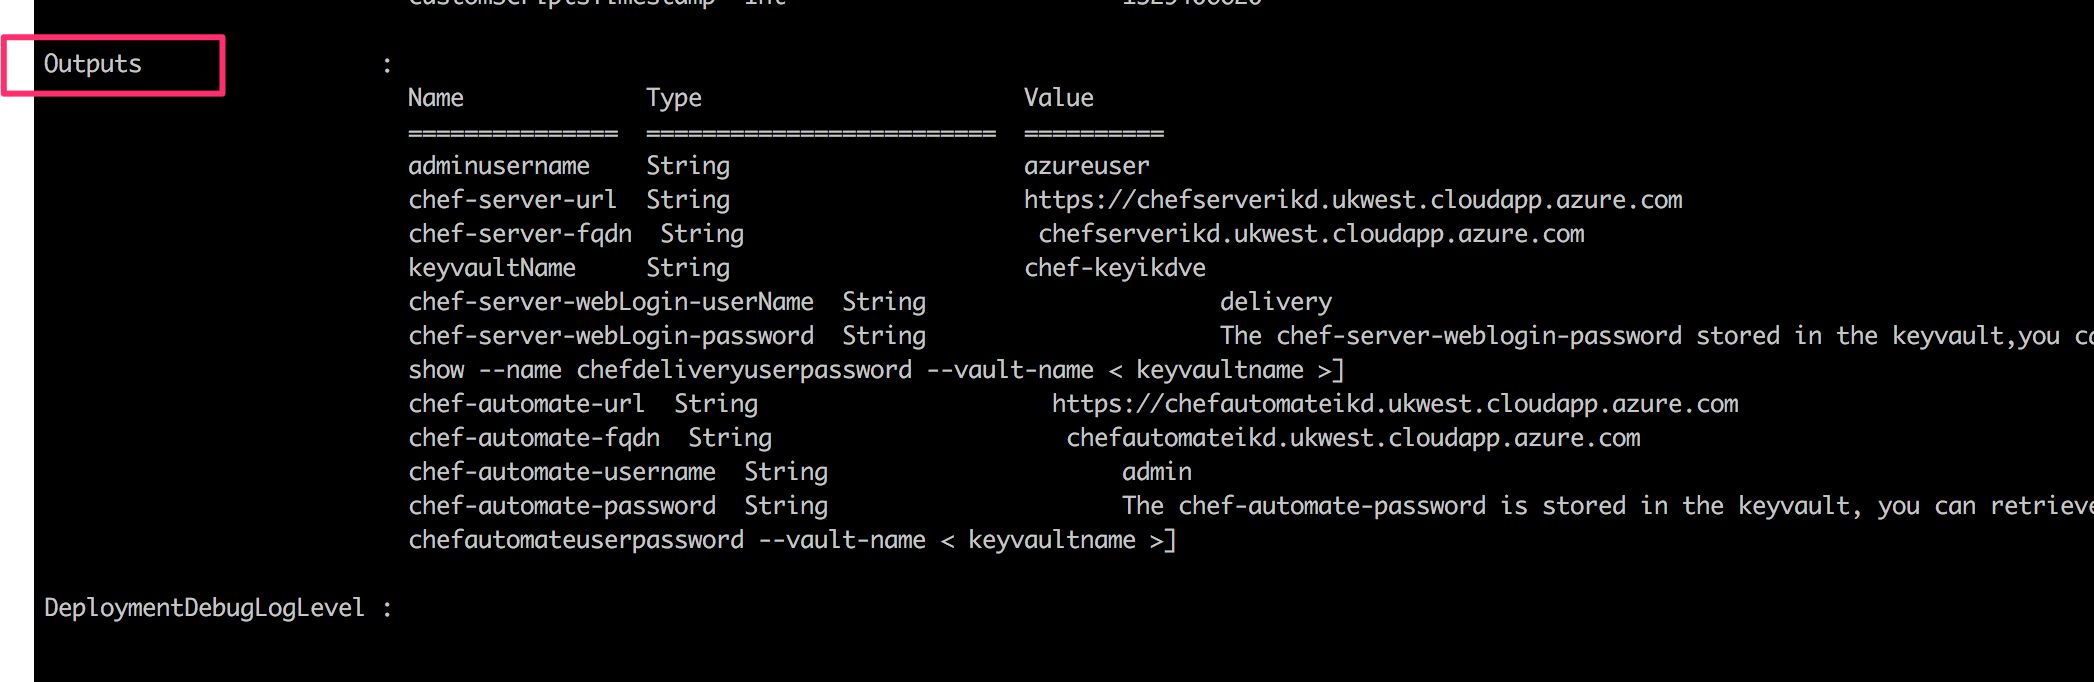 CustomScriptsTimestamp Int 1529406620
Outputs :
Name Type Value
=============== ========================= ==========
adminusername String azureuser
chef-server-url String https://chefserverikd.ukwest.cloudapp.azure.com
chef-server-fqdn String chefserverikd.ukwest.cloudapp.azure.com
keyvaultName String chef-keyikdve
chef-server-webLogin-userName String delivery
chef-server-webLogin-password String The chef-server-weblogin-password stored in the keyvault,you
show --name chefdeliveryuserpassword --vault-name < keyvaultname >]
chef-automate-url String https://chefautomateikd.ukwest.cloudapp.azure.com
chef-automate-fqdn String chefautomateikd.ukwest.cloudapp.azure.com
chef-automate-username String admin
chef-automate-password String The chef-automate-password is stored in the keyvault, you can retrieve
chefautomateuserpassword --vault-name < keyvaultname >]
DeploymentDebugLogLevel :